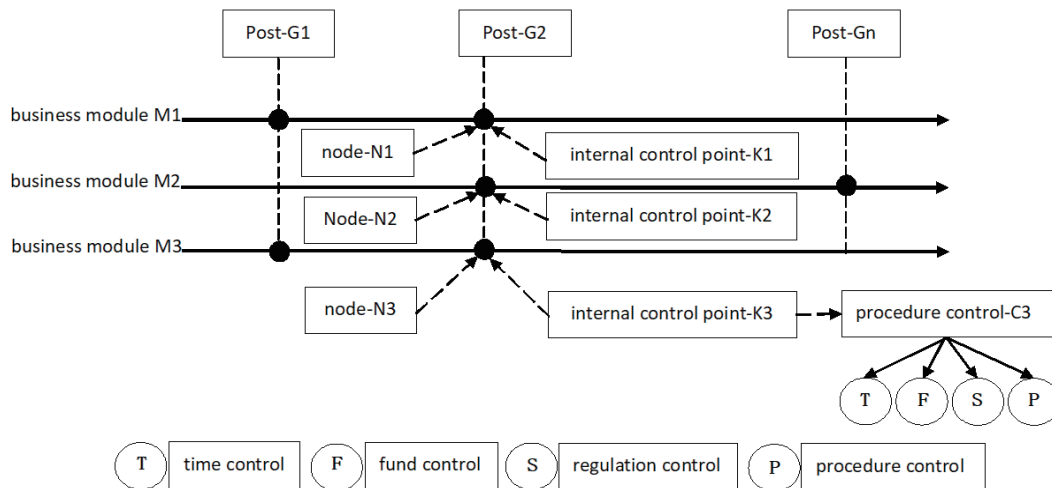 Post-G1
Post-G2
Post-Gn
business module M1
node-N1
internal control point-K1
business module M2
Node-N2
internal control point-K2
business module M3
node-N3
internal control point-K3
procedure control-C3
T
F
S
P
T
time control
F
fund control
S
regulation control
P
procedure control